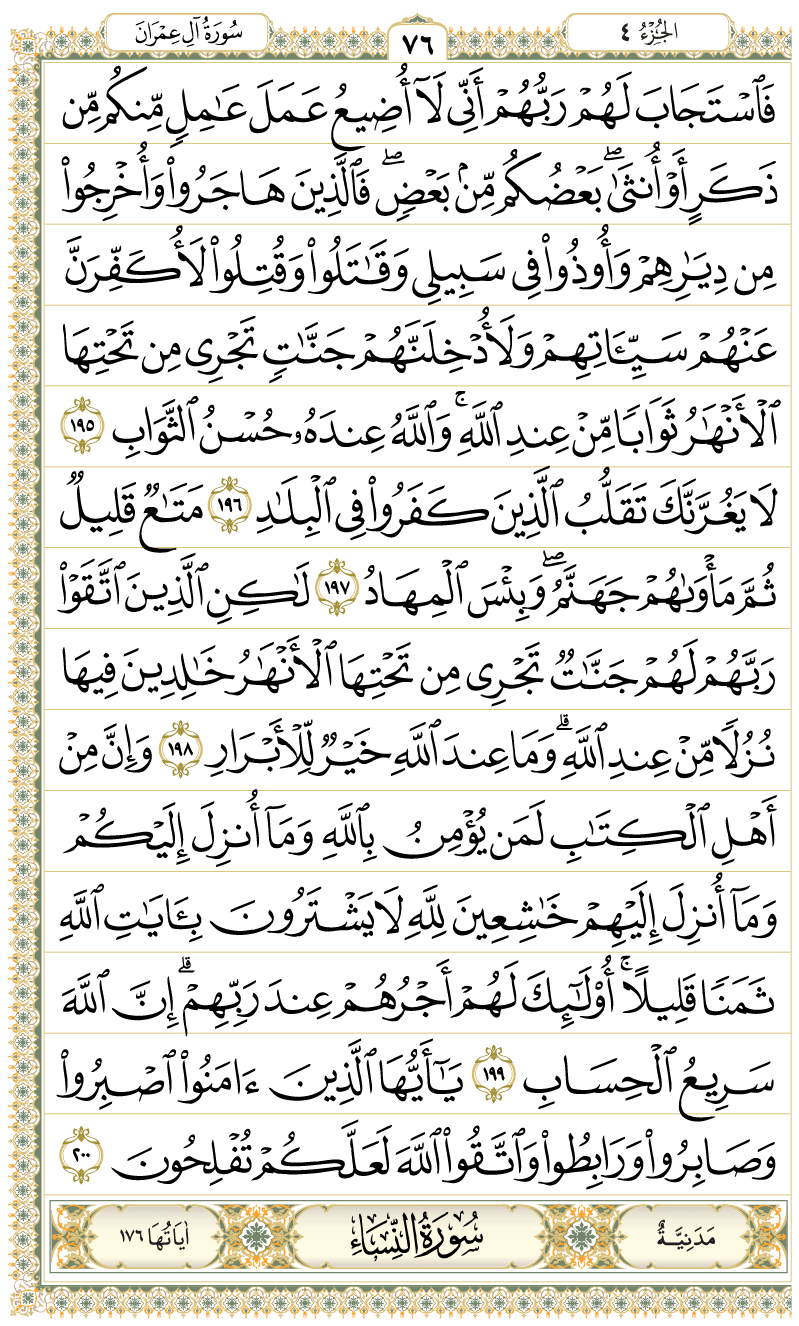 الجُزْءُ ٤
٧٦
سُورَةُ آلِ عِمْرَانَ
فَٱسْتَجَابَ لَهُمْ رَبُّهُمْ أَنِّى لَآ أُضِيعُ عَمَلَ عَٰمِلٍ مِّنكُم مِّن
ذَكَرٍ أَوْ أُنثَىٰ ۖ بَعْضُكُم مِّنۢ بَعْضٍ ۖ فَٱلَّذِينَ هَاجَرُوا۟ وَأُخْرِجُوا۟
مِن دِيَٰرِهِمْ وَأُوذُوا۟ فِى سَبِيلِى وَقَٰتَلُوا۟ وَقُتِلُوا۟ لَأُكَفِّرَنَّ
عَنْهُمْ سَيِّـَٔاتِهِمْ وَلَأُدْخِلَنَّهُمْ جَنَّٰتٍ تَجْرِى مِن تَحْتِهَا
ٱلْأَنْهَٰرُ ثَوَابًا مِّنْ عِندِ ٱللَّهِ ۚ وَٱللَّهُ عِندَهُۥ حُسْنُ ٱلثَّوَابِ ١٩٥
لَا يَغُرَّنَّكَ تَقَلُّبُ ٱلَّذِينَ كَفَرُوا۟ فِى ٱلْبِلَٰدِ ١٩٦ مَتَٰعٌ قَلِيلٌ
ثُمَّ مَأْوَىٰهُمْ جَهَنَّمُ ۖ وَبِئْسَ ٱلْمِهَادُ ١٩٧ لَٰكِنِ ٱلَّذِينَ ٱتَّقَوْا۟
رَبَّهُمْ لَهُمْ جَنَّٰتٌ تَجْرِى مِن تَحْتِهَا ٱلْأَنْهَٰرُ خَٰلِدِينَ فِيهَا
نُزُلًا مِّنْ عِندِ ٱللَّهِ ۗ وَمَا عِندَ ٱللَّهِ خَيْرٌ لِّلْأَبْرَارِ ١٩٨ وَإِنَّ مِنْ
أَهْلِ ٱلْكِتَٰبِ لَمَن يُؤْمِنُ بِٱللَّهِ وَمَآ أُنزِلَ إِلَيْكُمْ
وَمَآ أُنزِلَ إِلَيْهِمْ خَٰشِعِينَ لِلَّهِ لَا يَشْتَرُونَ بِـَٔايَٰتِ ٱللَّهِ
ثَمَنًا قَلِيلًا ۚ أُو۟لَٰٓئِكَ لَهُمْ أَجْرُهُمْ عِندَ رَبِّهِمْ ۗ إِنَّ ٱللَّهَ
سَرِيعُ ٱلْحِسَابِ ١٩٩ يَٰٓأَيُّهَا ٱلَّذِينَ ءَامَنُوا۟ ٱصْبِرُوا۟
وَصَابِرُوا۟ وَرَابِطُوا۟ وَٱتَّقُوا۟ ٱللَّهَ لَعَلَّكُمْ تُفْلِحُونَ ٢٠٠
مَدَنِيَّةٌ
سُورَةُ النِّسَاءِ
اٰيَاتُهَا ١٧٦